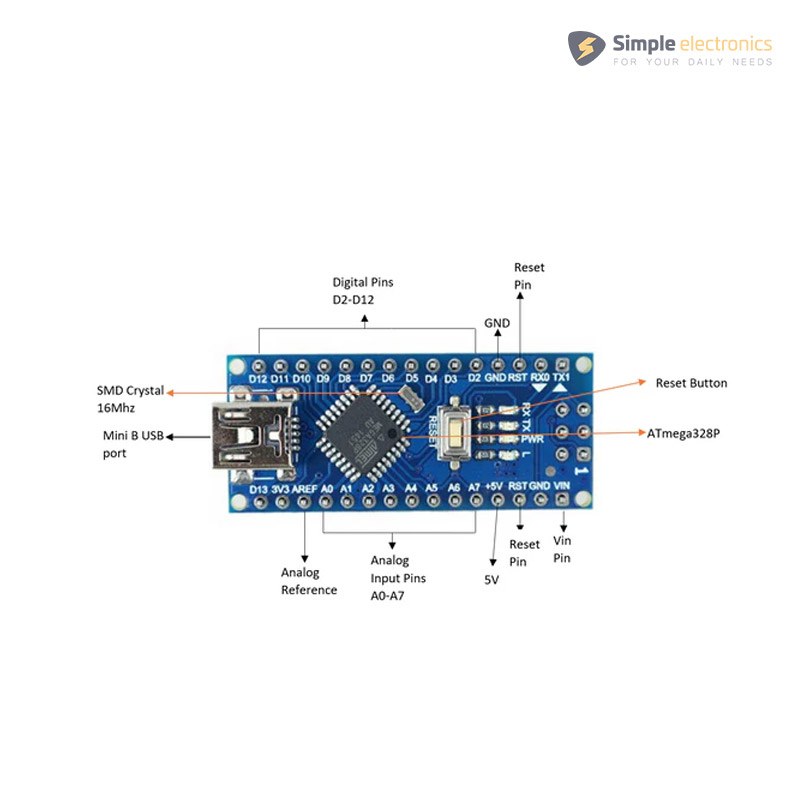 Simple electronics
FOR YOUR DAILY NEEDS
Reset
Pin
Digital Pins
D2-D12
GND
D12 D11 D10 D9 D8 D7 D6 D5 D4 D3 D2 GND RST RX0 TX1
SMD Crystal
16Mhz
Reset Button
Mini B USB
port
RESET
RX
TX
PWR
L
ATmega328P
1
D13 3V3 AREF A0 A1 A2 A3 A4 A5 A6 A7 +5V RST GND VIN
Analog
Reference
Analog
Input Pins
A0-A7
5V
Reset
Pin
Vin
Pin